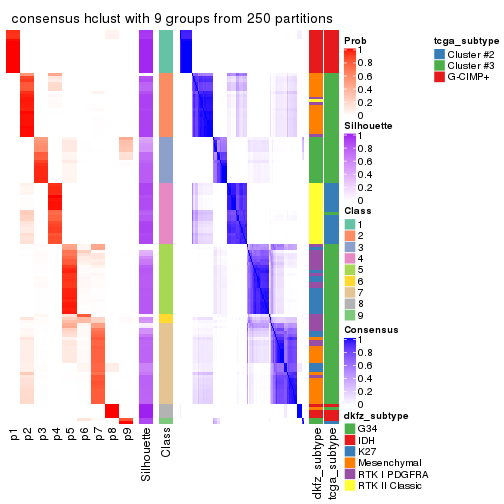 consensus hclust with 9 groups from 250 partitions
Prob
1
0.8
0.6
0.4
0.2
0
Silhouette
1
0.8
0.6
0.4
0.2
0
Class
1
2
3
4
5
6
7
8
9
Consensus
1
0.8
0.6
0.4
0.2
0
dkfz_subtype
G34
IDH
K27
Mesenchymal
RTK I PDGFRA
RTK II Classic
tcga_subtype
Cluster #2
Cluster #3
G-CIMP+
p1
p2
p3
p4
p5
p6
p7
p8
p9
Silhouette
Class
dkfz_subtype
tcga_subtype